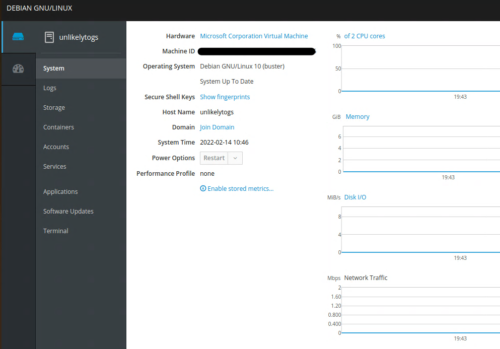 DEBIAN GNU/LINUX
unlikelytogs
System
Logs
Storage
Containers
Accounts
Services
Applications
Software Updates
Terminal
Hardware Microsoft Corporation Virtual Machine
Machine ID
Operating System Debian GNU/Linux 10 (buster)
System Up To Date
Secure Shell Keys Show fingerprints
Host Name unlikelytogs
Domain Join Domain
System Time 2022-02-14 10:46
Power Options Restart
Performance Profile none
Enable stored metrics...
% of 2 CPU cores
100
50
0
19:43
GiB Memory
6
4
2
0
19:43
MiB/s Disk I/O
8
4
0
19:43
Mbps Network Traffic
2
1.60
1.20
0.800
0.400
0
19:43